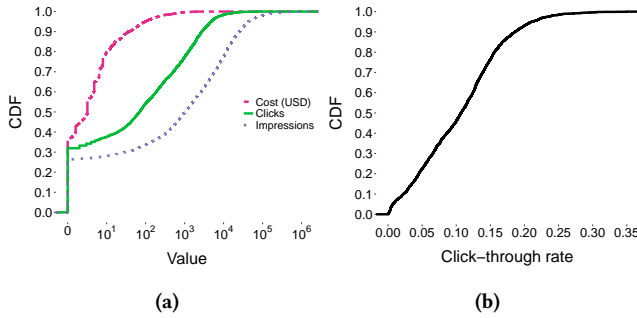 1.0
0.9
0.8
0.7
0.6
0.5
0.4
0.3
0.2
0.1
0.0
CDF
Cost (USD)
Clicks
Impressions
0 10¹ 10² 10³ 10⁴ 10⁵ 10⁶
Value
(a)
1.0
0.9
0.8
0.7
0.6
0.5
0.4
0.3
0.2
0.1
0.0
CDF
0.00 0.05 0.10 0.15 0.20 0.25 0.30 0.35
Click−through rate
(b)